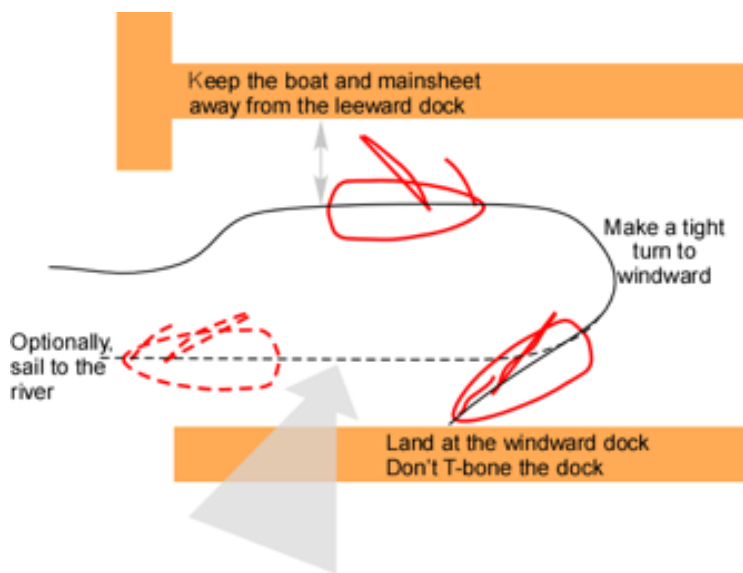 Keep the boat and mainsheet
away from the leeward dock
Make a tight
turn to
windward
Optionally,
sail to the
river
Land at the windward dock
Don't T-bone the dock